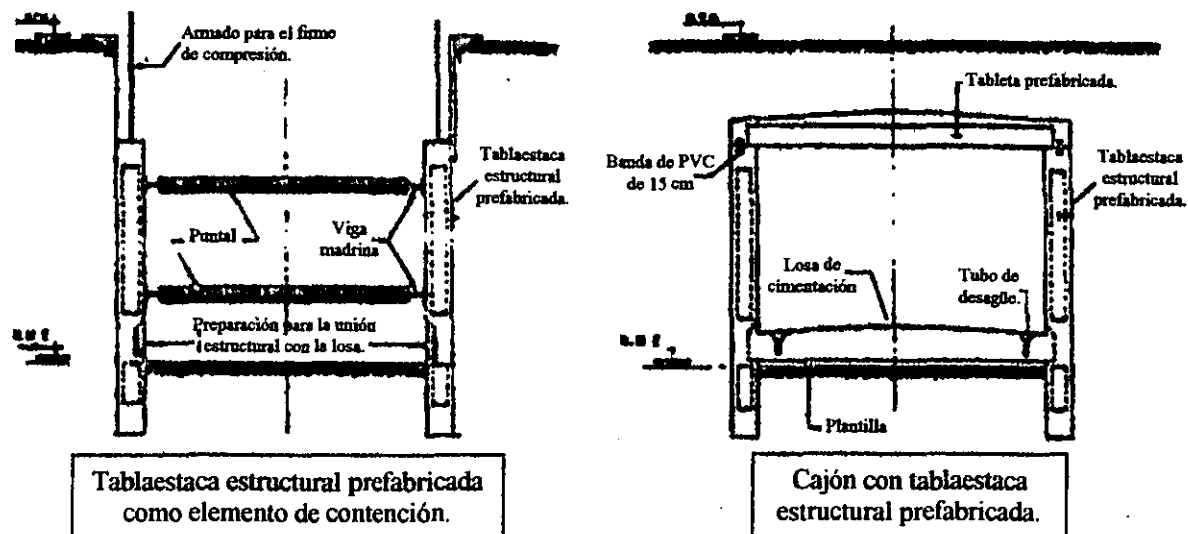 Armado para el firme
de compresión.
Tablaestaca
estructural
prefabricada.
Puntal
Viga
madrina
Preparación para la unión
estructural con la losa.
Tablaestaca estructural prefabricada
como elemento de contención.
Tableta prefabricada.
Banda de PVC
de 15 cm
Tablaestaca
estructural
prefabricada.
Losa de
cimentación
Tubo de
desagüe.
Plantilla
Cajón con tablaestaca
estructural prefabricada.